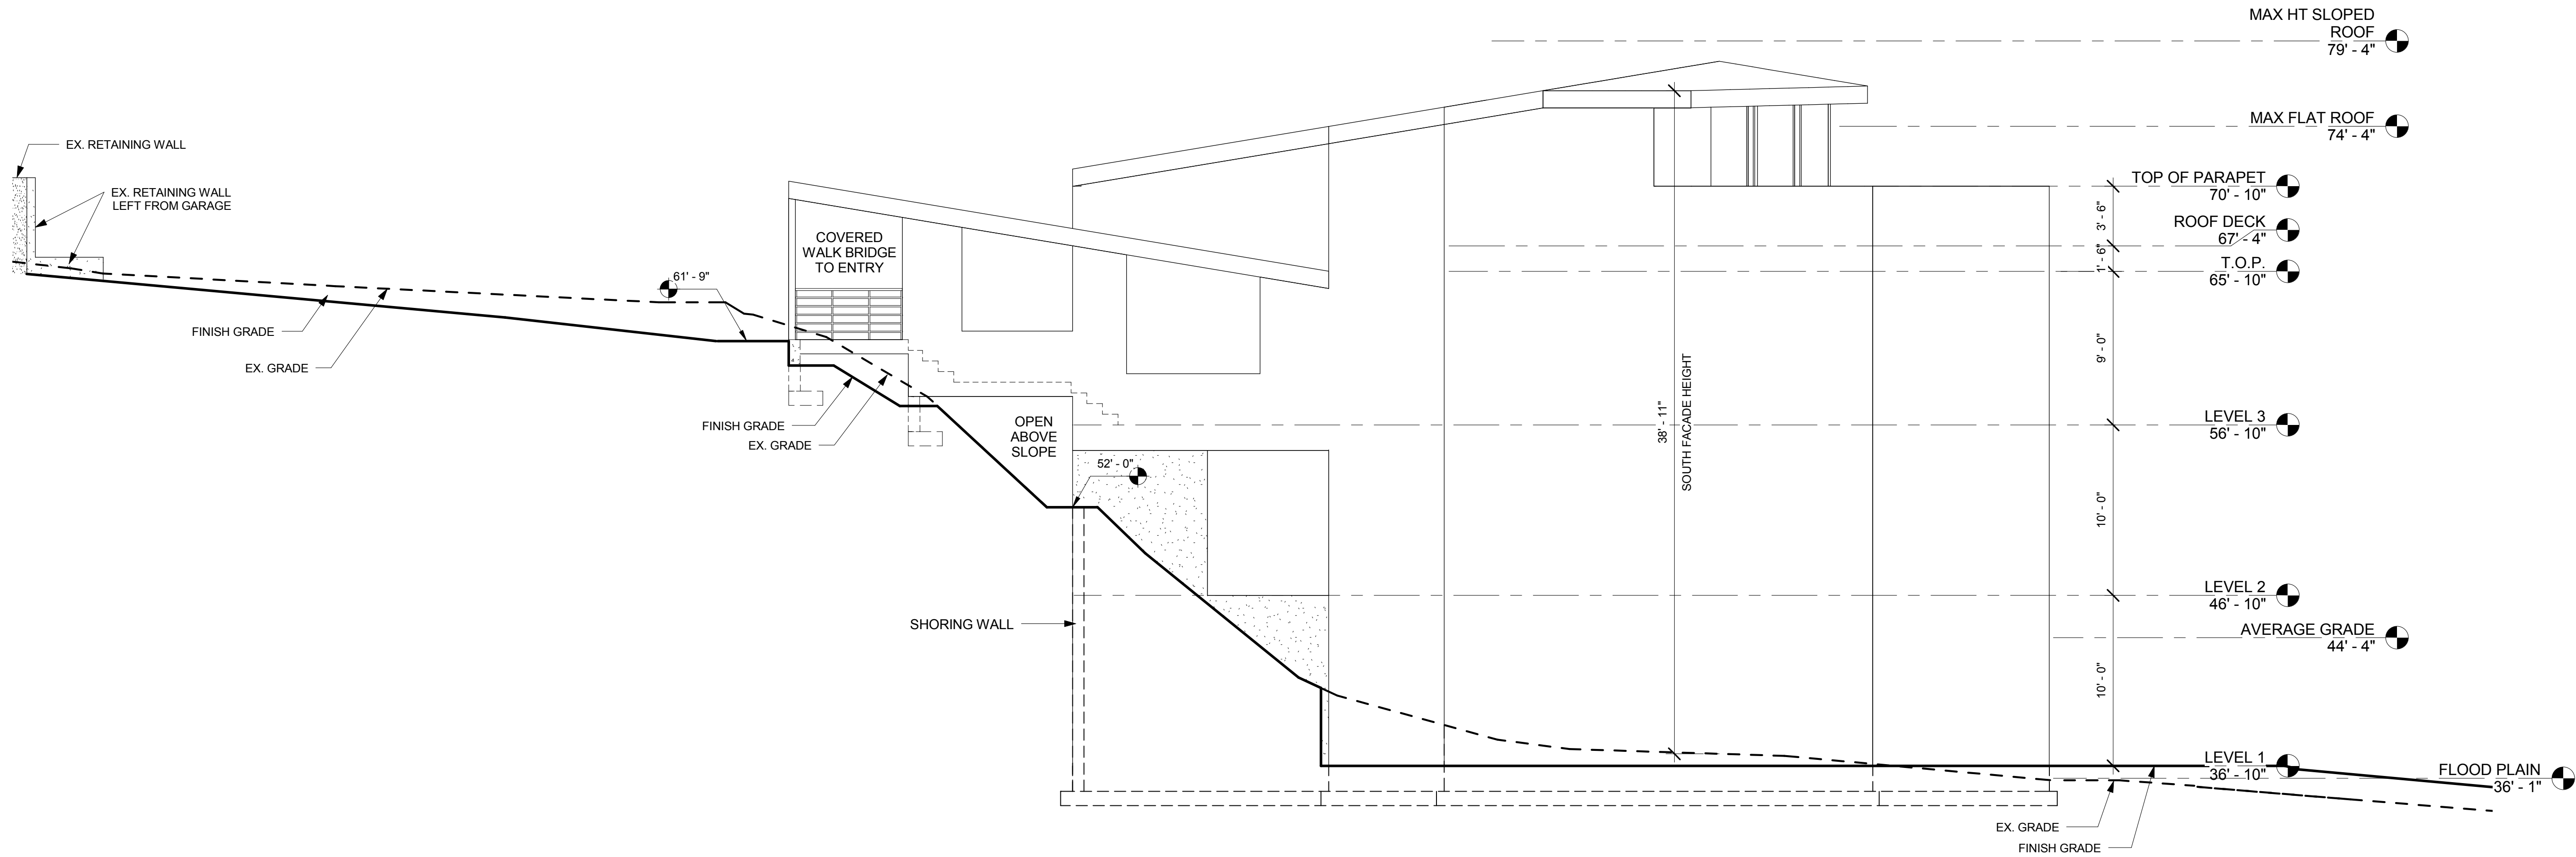 MAX HT SLOPED
ROOF
79' - 4"
MAX FLAT ROOF
74' - 4"
EX. RETAINING WALL
EX. RETAINING WALL
LEFT FROM GARAGE
TOP OF PARAPET
70' - 10"
3' - 6"
ROOF DECK
67' - 4"
1' - 6"
T.O.P.
65' - 10"
COVERED
WALK BRIDGE
TO ENTRY
61' - 9"
FINISH GRADE
EX. GRADE
9' - 0"
38' - 11"
SOUTH FACADE HEIGHT
FINISH GRADE
EX. GRADE
OPEN
ABOVE
SLOPE
LEVEL 3
56' - 10"
52' - 0"
10' - 0"
SHORING WALL
LEVEL 2
46' - 10"
AVERAGE GRADE
44' - 4"
10' - 0"
LEVEL 1
36' - 10"
FLOOD PLAIN
36' - 1"
EX. GRADE
FINISH GRADE